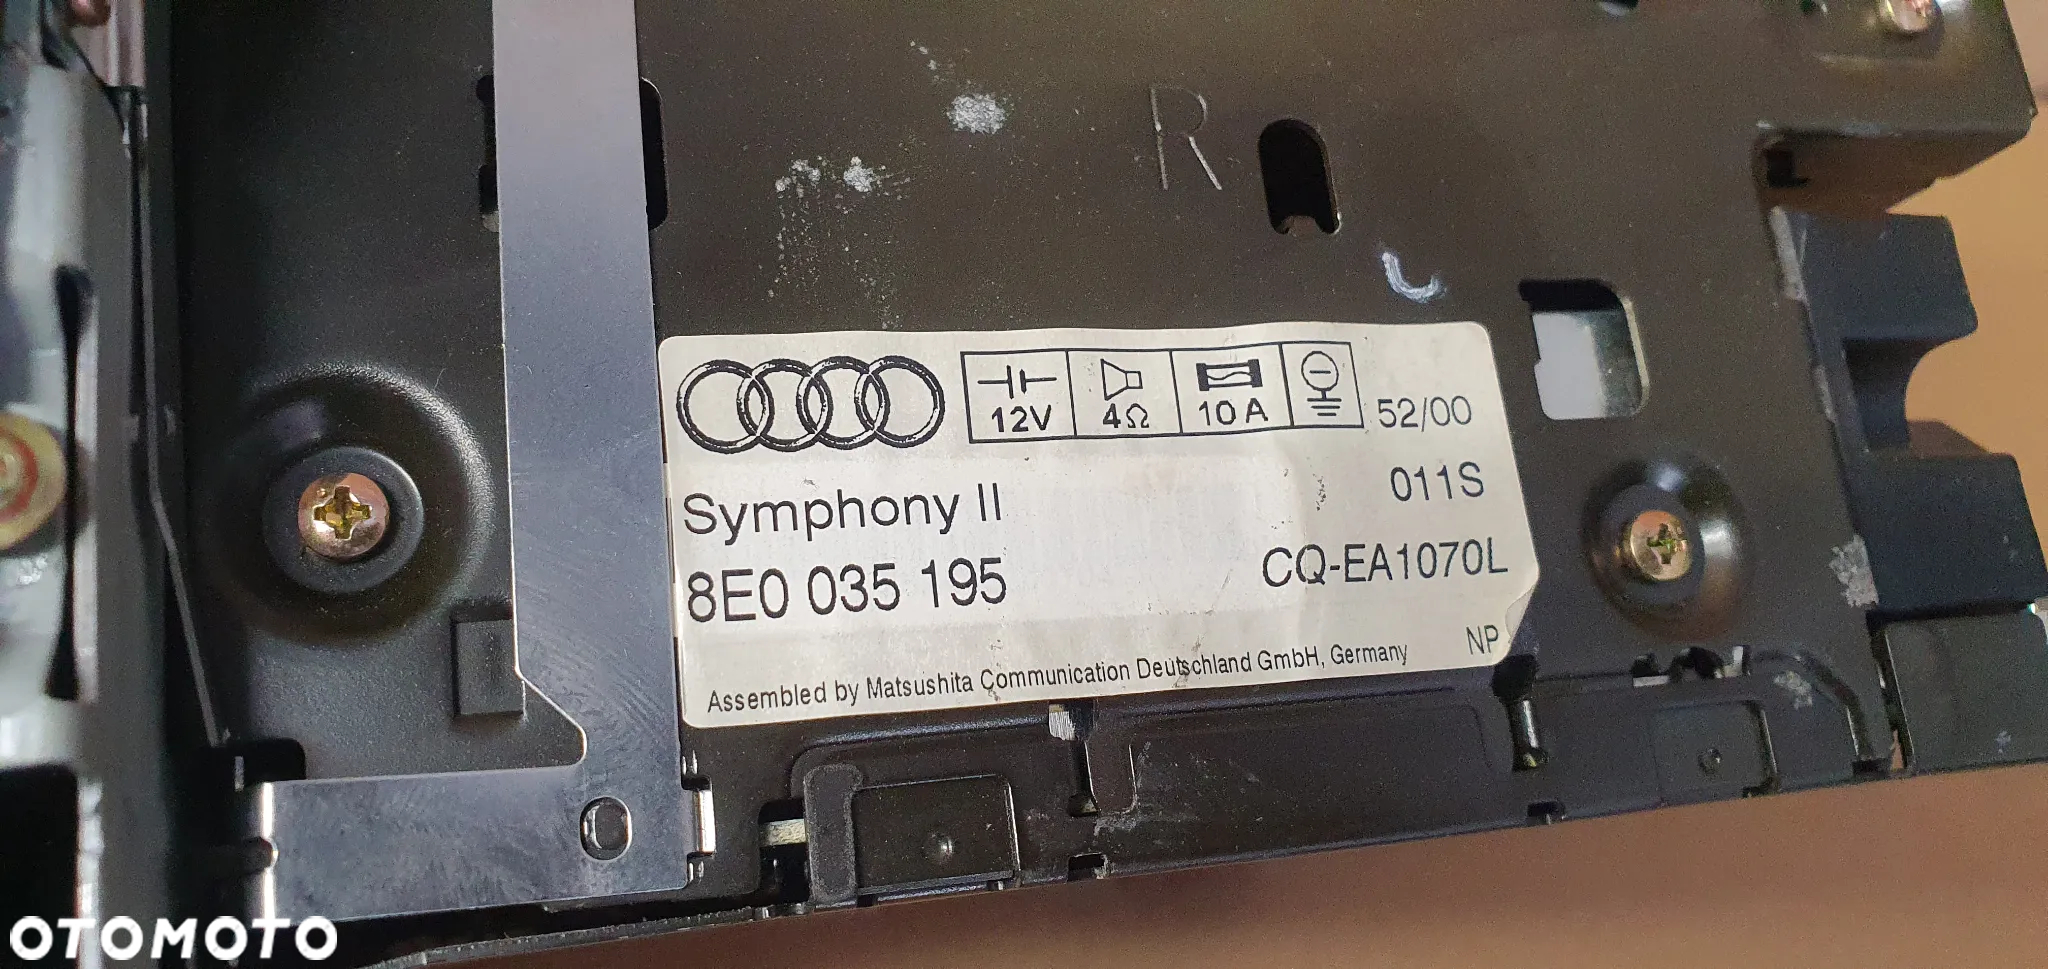 R
12V 4Ω 10A 52/00
Symphony II 011S
8E0 035 195 CQ-EA1070L
Assembled by Matsushita Communication Deutschland GmbH, Germany NP
OTOMOTO